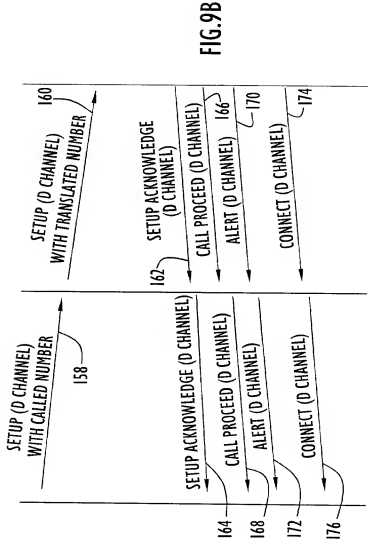 FIG.9B
SETUP (D CHANNEL)
WITH CALLED NUMBER
158
SETUP (D CHANNEL)
WITH TRANSLATED NUMBER
160
SETUP ACKNOWLEDGE
(D CHANNEL)
162
SETUP ACKNOWLEDGE (D CHANNEL)
164
CALL PROCEED (D CHANNEL)
166
CALL PROCEED (D CHANNEL)
168
ALERT (D CHANNEL)
170
ALERT (D CHANNEL)
172
CONNECT (D CHANNEL)
174
CONNECT (D CHANNEL)
176